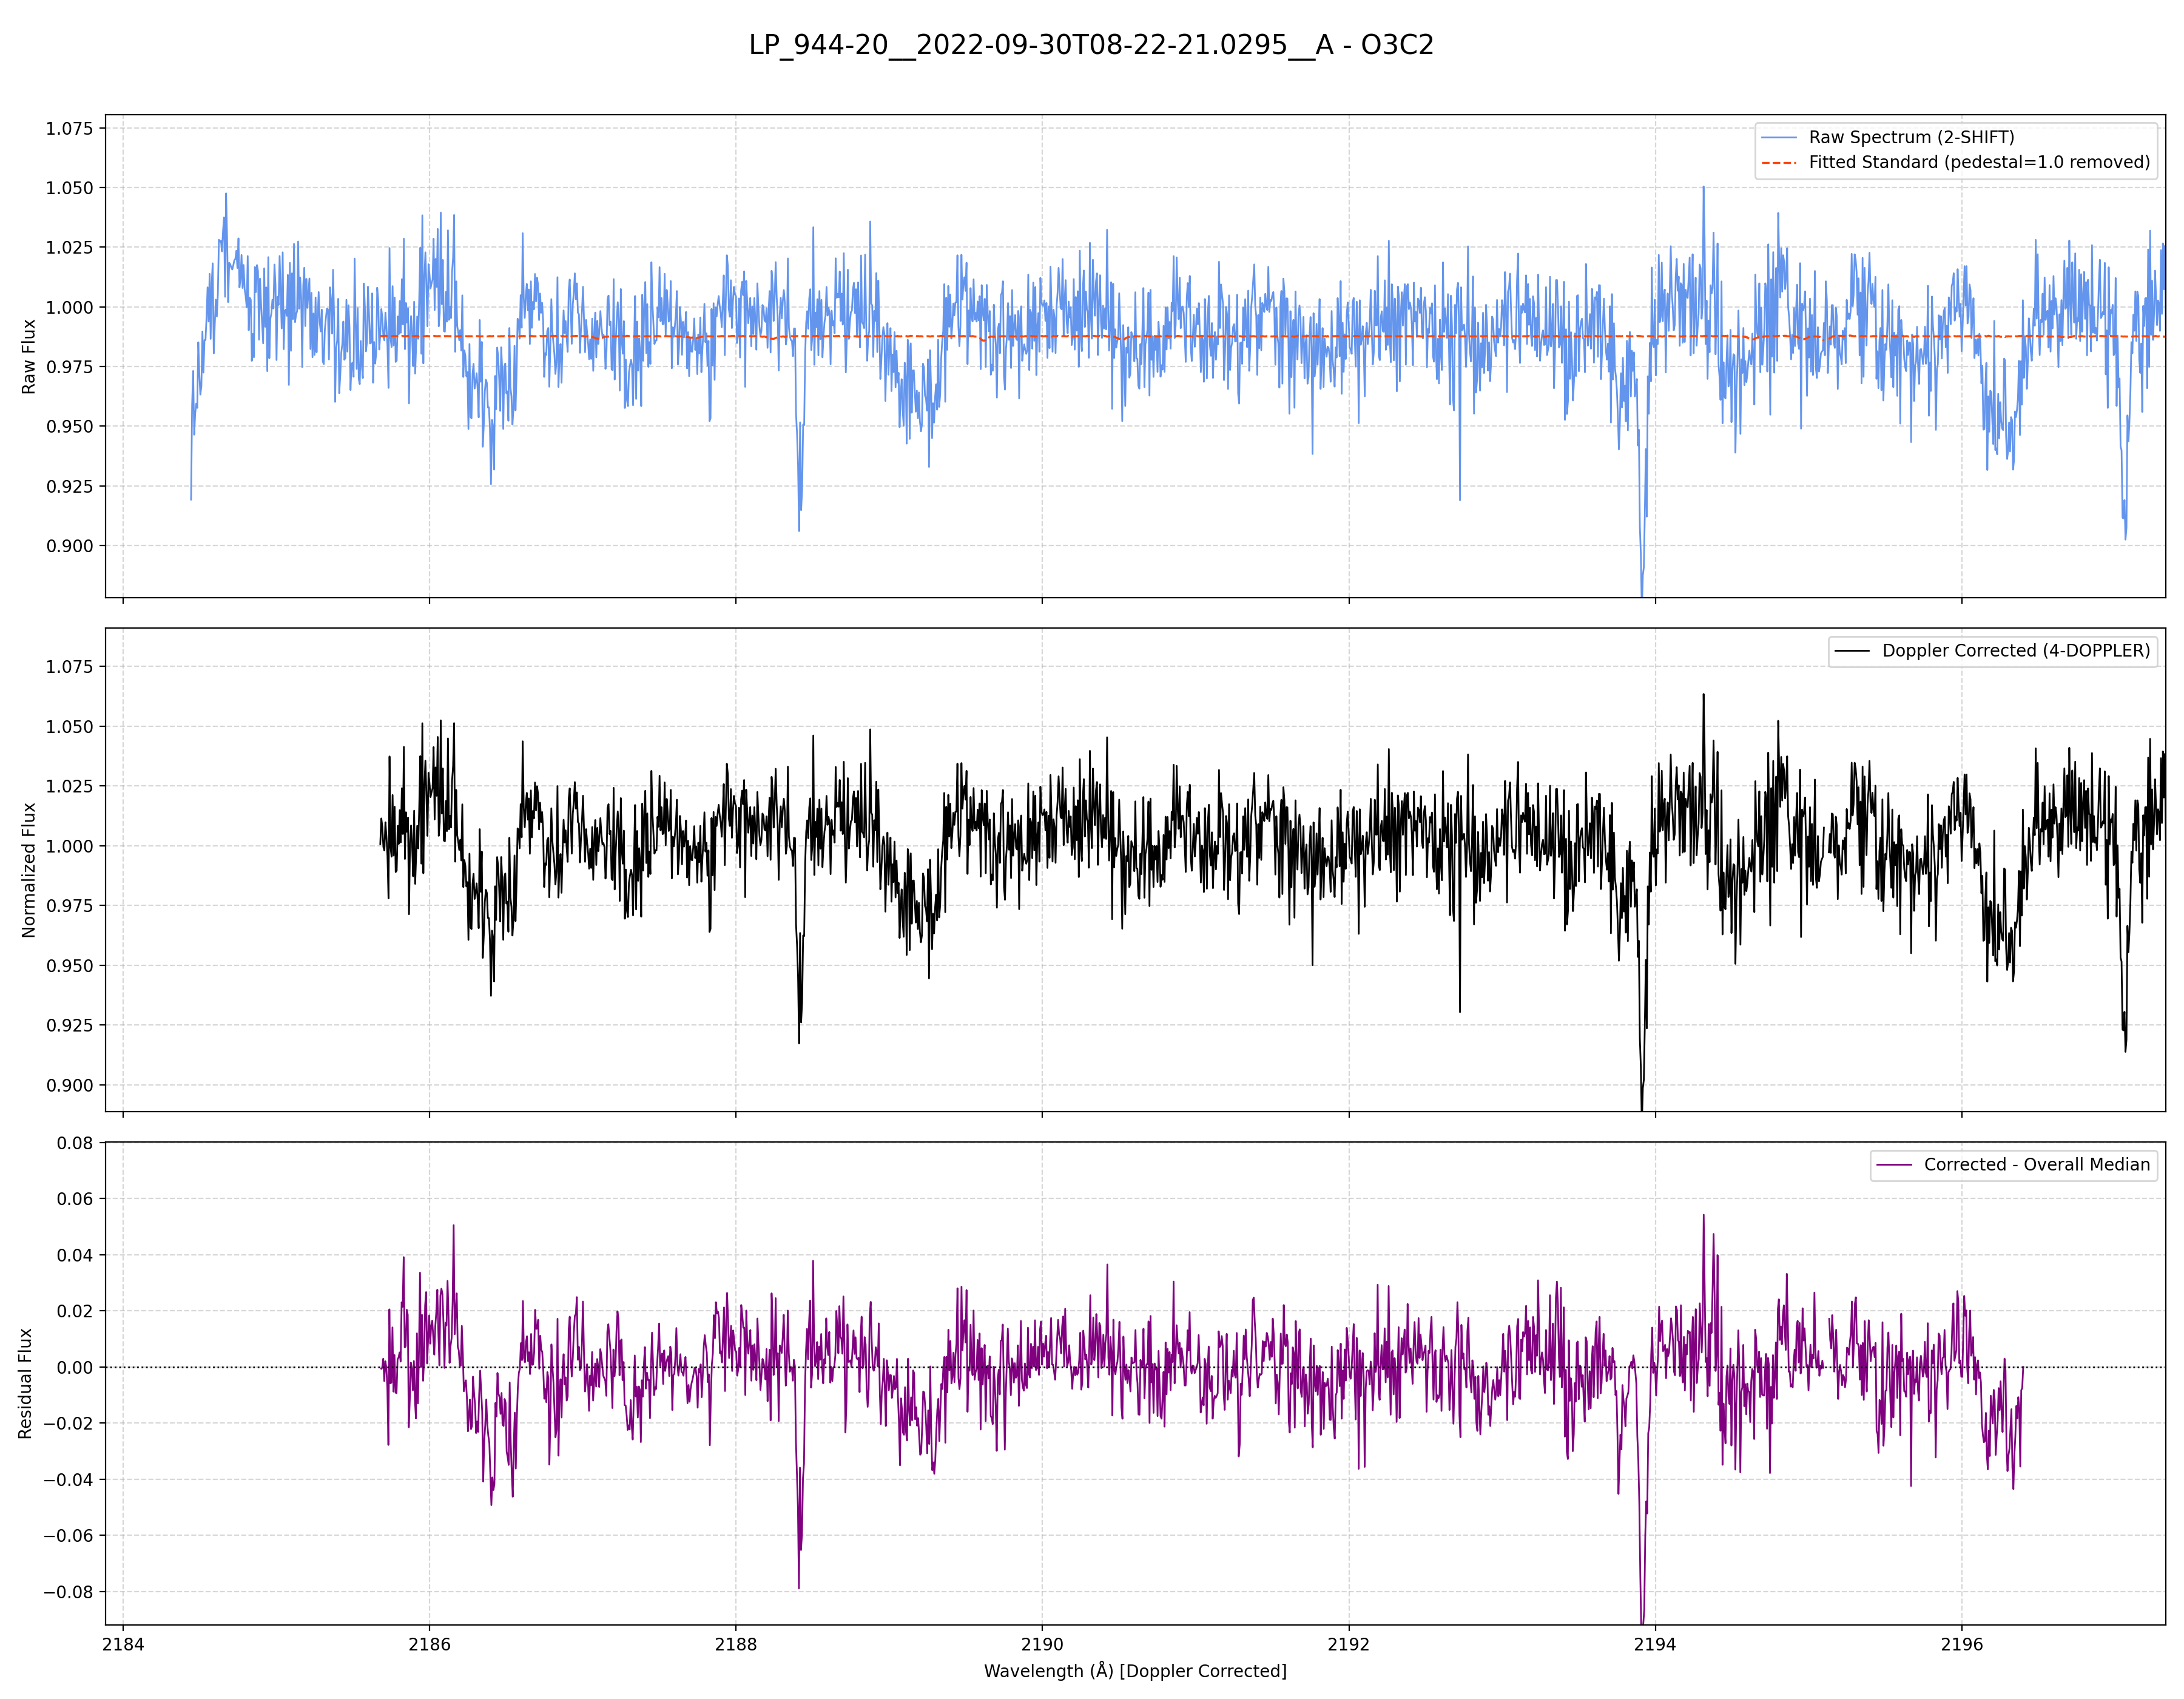 LP_944-20__2022-09-30T08-22-21.0295__A - O3C2
Raw Spectrum (2-SHIFT)
Fitted Standard (pedestal=1.0 removed)
1.075
1.050
1.025
1.000
0.975
0.950
0.925
0.900
Raw Flux
Doppler Corrected (4-DOPPLER)
1.075
1.050
1.025
1.000
0.975
0.950
0.925
0.900
Normalized Flux
Corrected - Overall Median
0.08
0.06
0.04
0.02
0.00
−0.02
−0.04
−0.06
−0.08
Residual Flux
2184 2186 2188 2190 2192 2194 2196
Wavelength (Å) [Doppler Corrected]